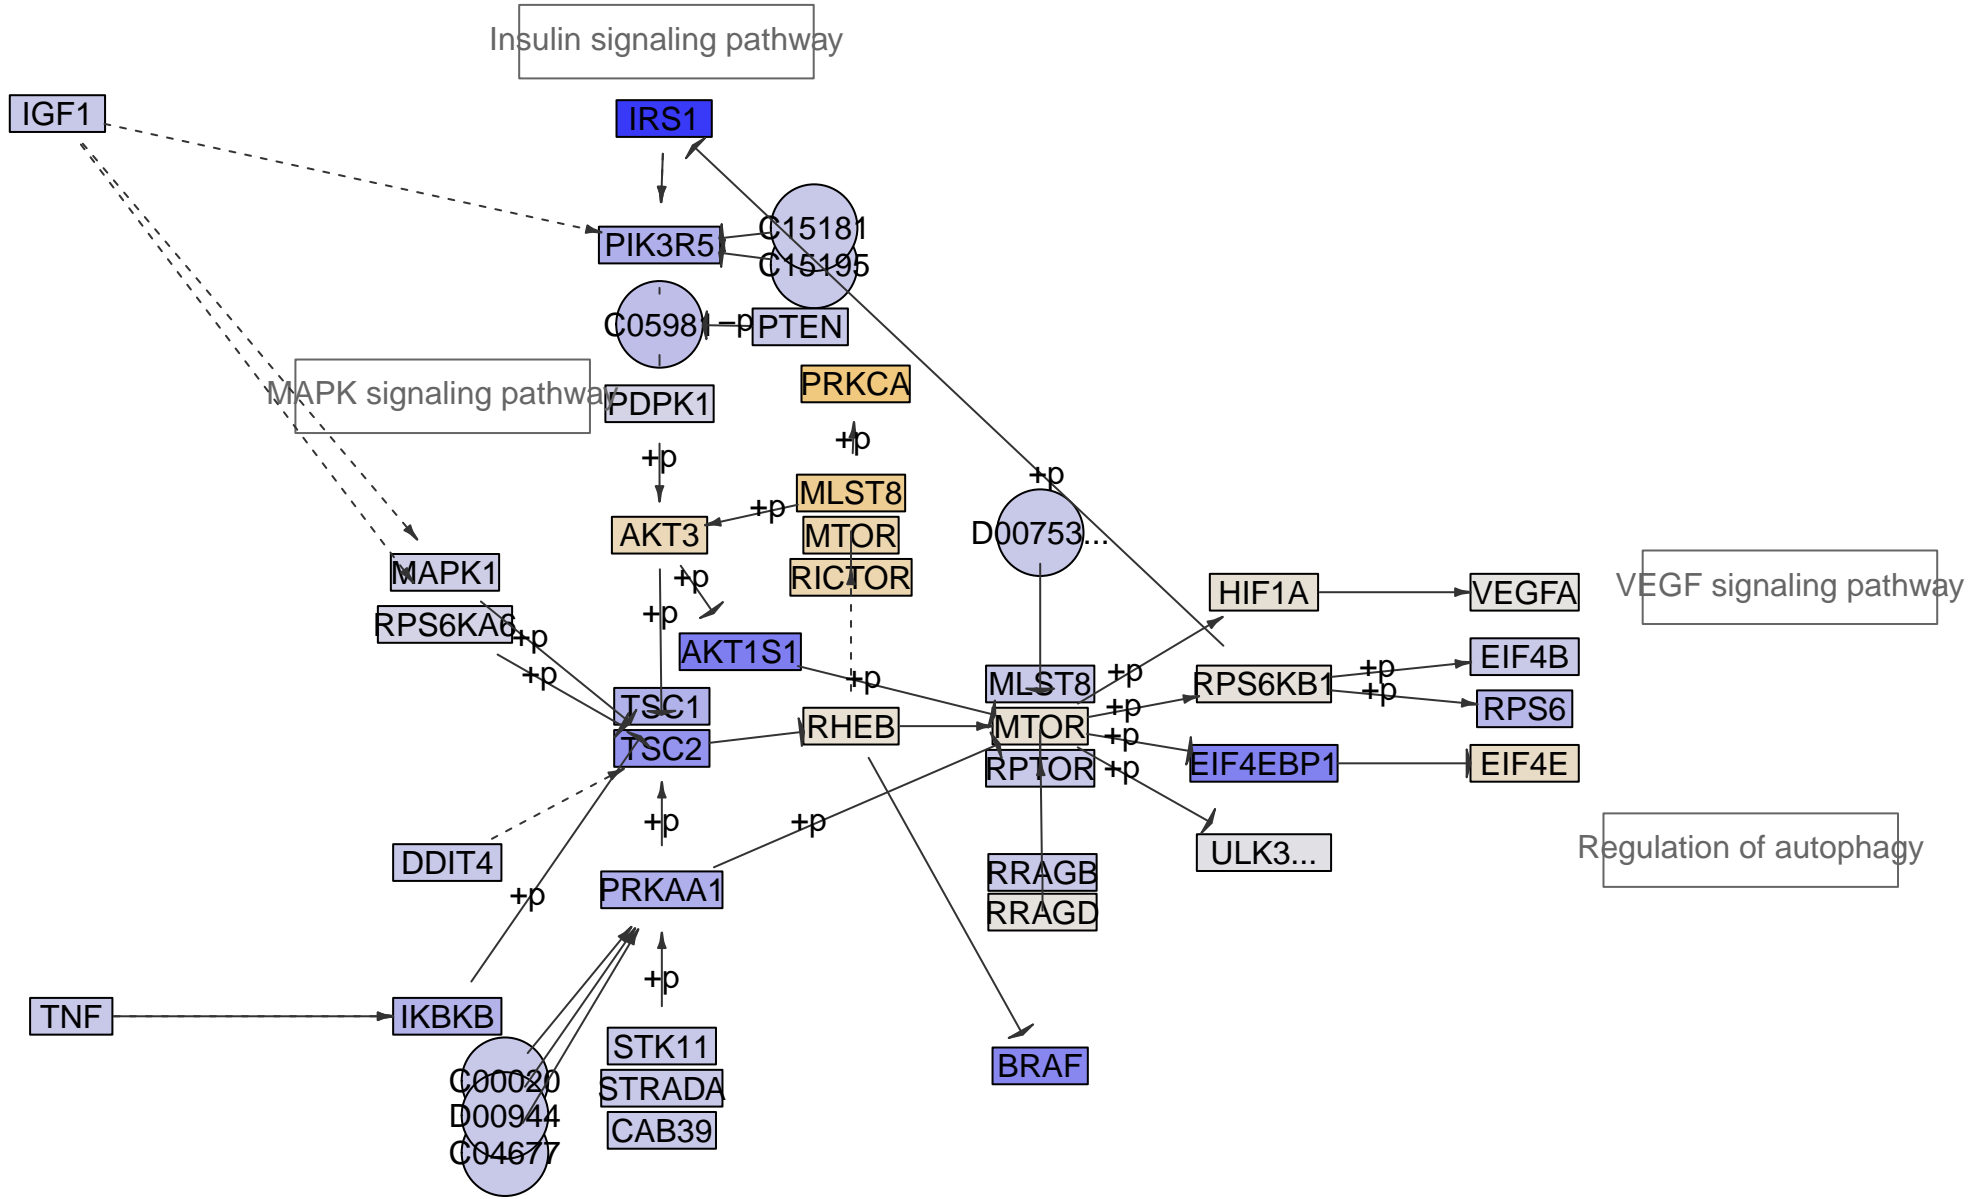 Insulin signaling pathway
IGF1
IRS1
C15181
PIK3R5
C15195
C0598
-p
PTEN
MAPK signaling pathway
PDPK1
PRKCA
+p
+p
+p
MLST8
+p
AKT3
MTOR
D00753...
MAPK1
RICTOR
+p
HIF1A
VEGFA
VEGF signaling pathway
RPS6KA6
+p
+p
AKT1S1
EIF4B
+p
+p
+p
MLST8
+p
RPS6KB1
+p
TSC1
+p
+p
RPS6
RHEB
MTOR
TSC2
+p
RPTOR
+p
EIF4EBP1
EIF4E
+p
+p
DDIT4
ULK3...
Regulation of autophagy
RRAGB
PRKAA1
+p
RRAGD
+p
TNF
IKBKB
STK11
BRAF
C00020
STRADA
D00944
CAB39
C04677